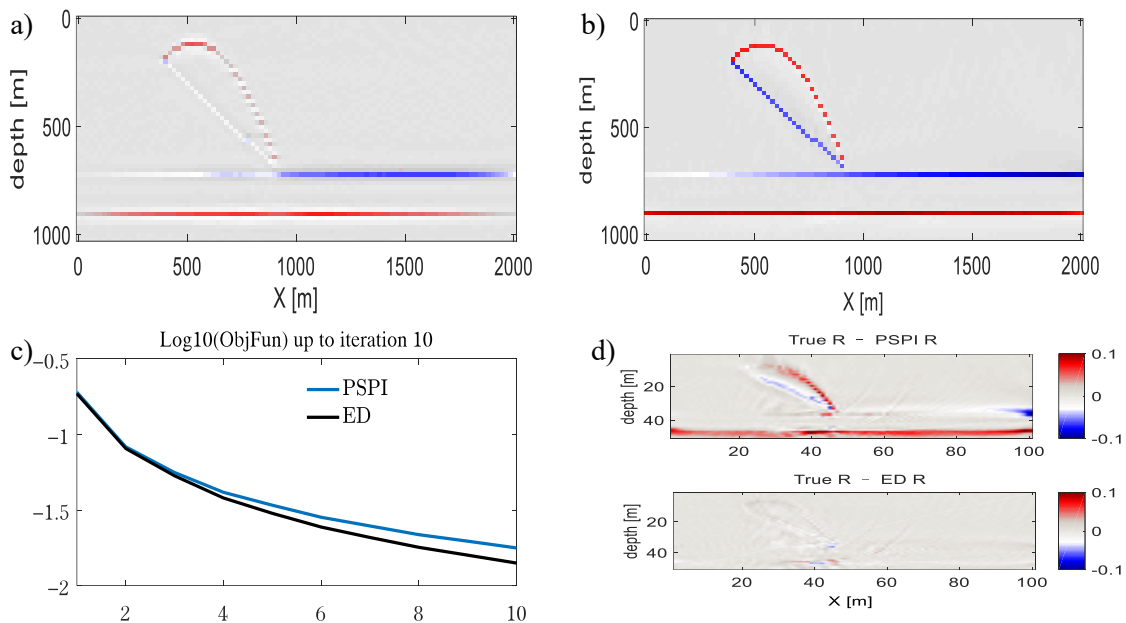 a)
0
500
1000
depth [m]
0
500
1000
1500
2000
X [m]
b)
0
500
1000
depth [m]
0
500
1000
1500
2000
X [m]
c)
Log10(ObjFun) up to iteration 10
-0.5
-1
-1.5
-2
PSPI
ED
2
4
6
8
10
d)
True R - PSPI R
depth [m]
20
40
20
40
60
80
100
0.1
0
-0.1
True R - ED R
depth [m]
20
40
20
40
60
80
100
X [m]
0.1
0
-0.1